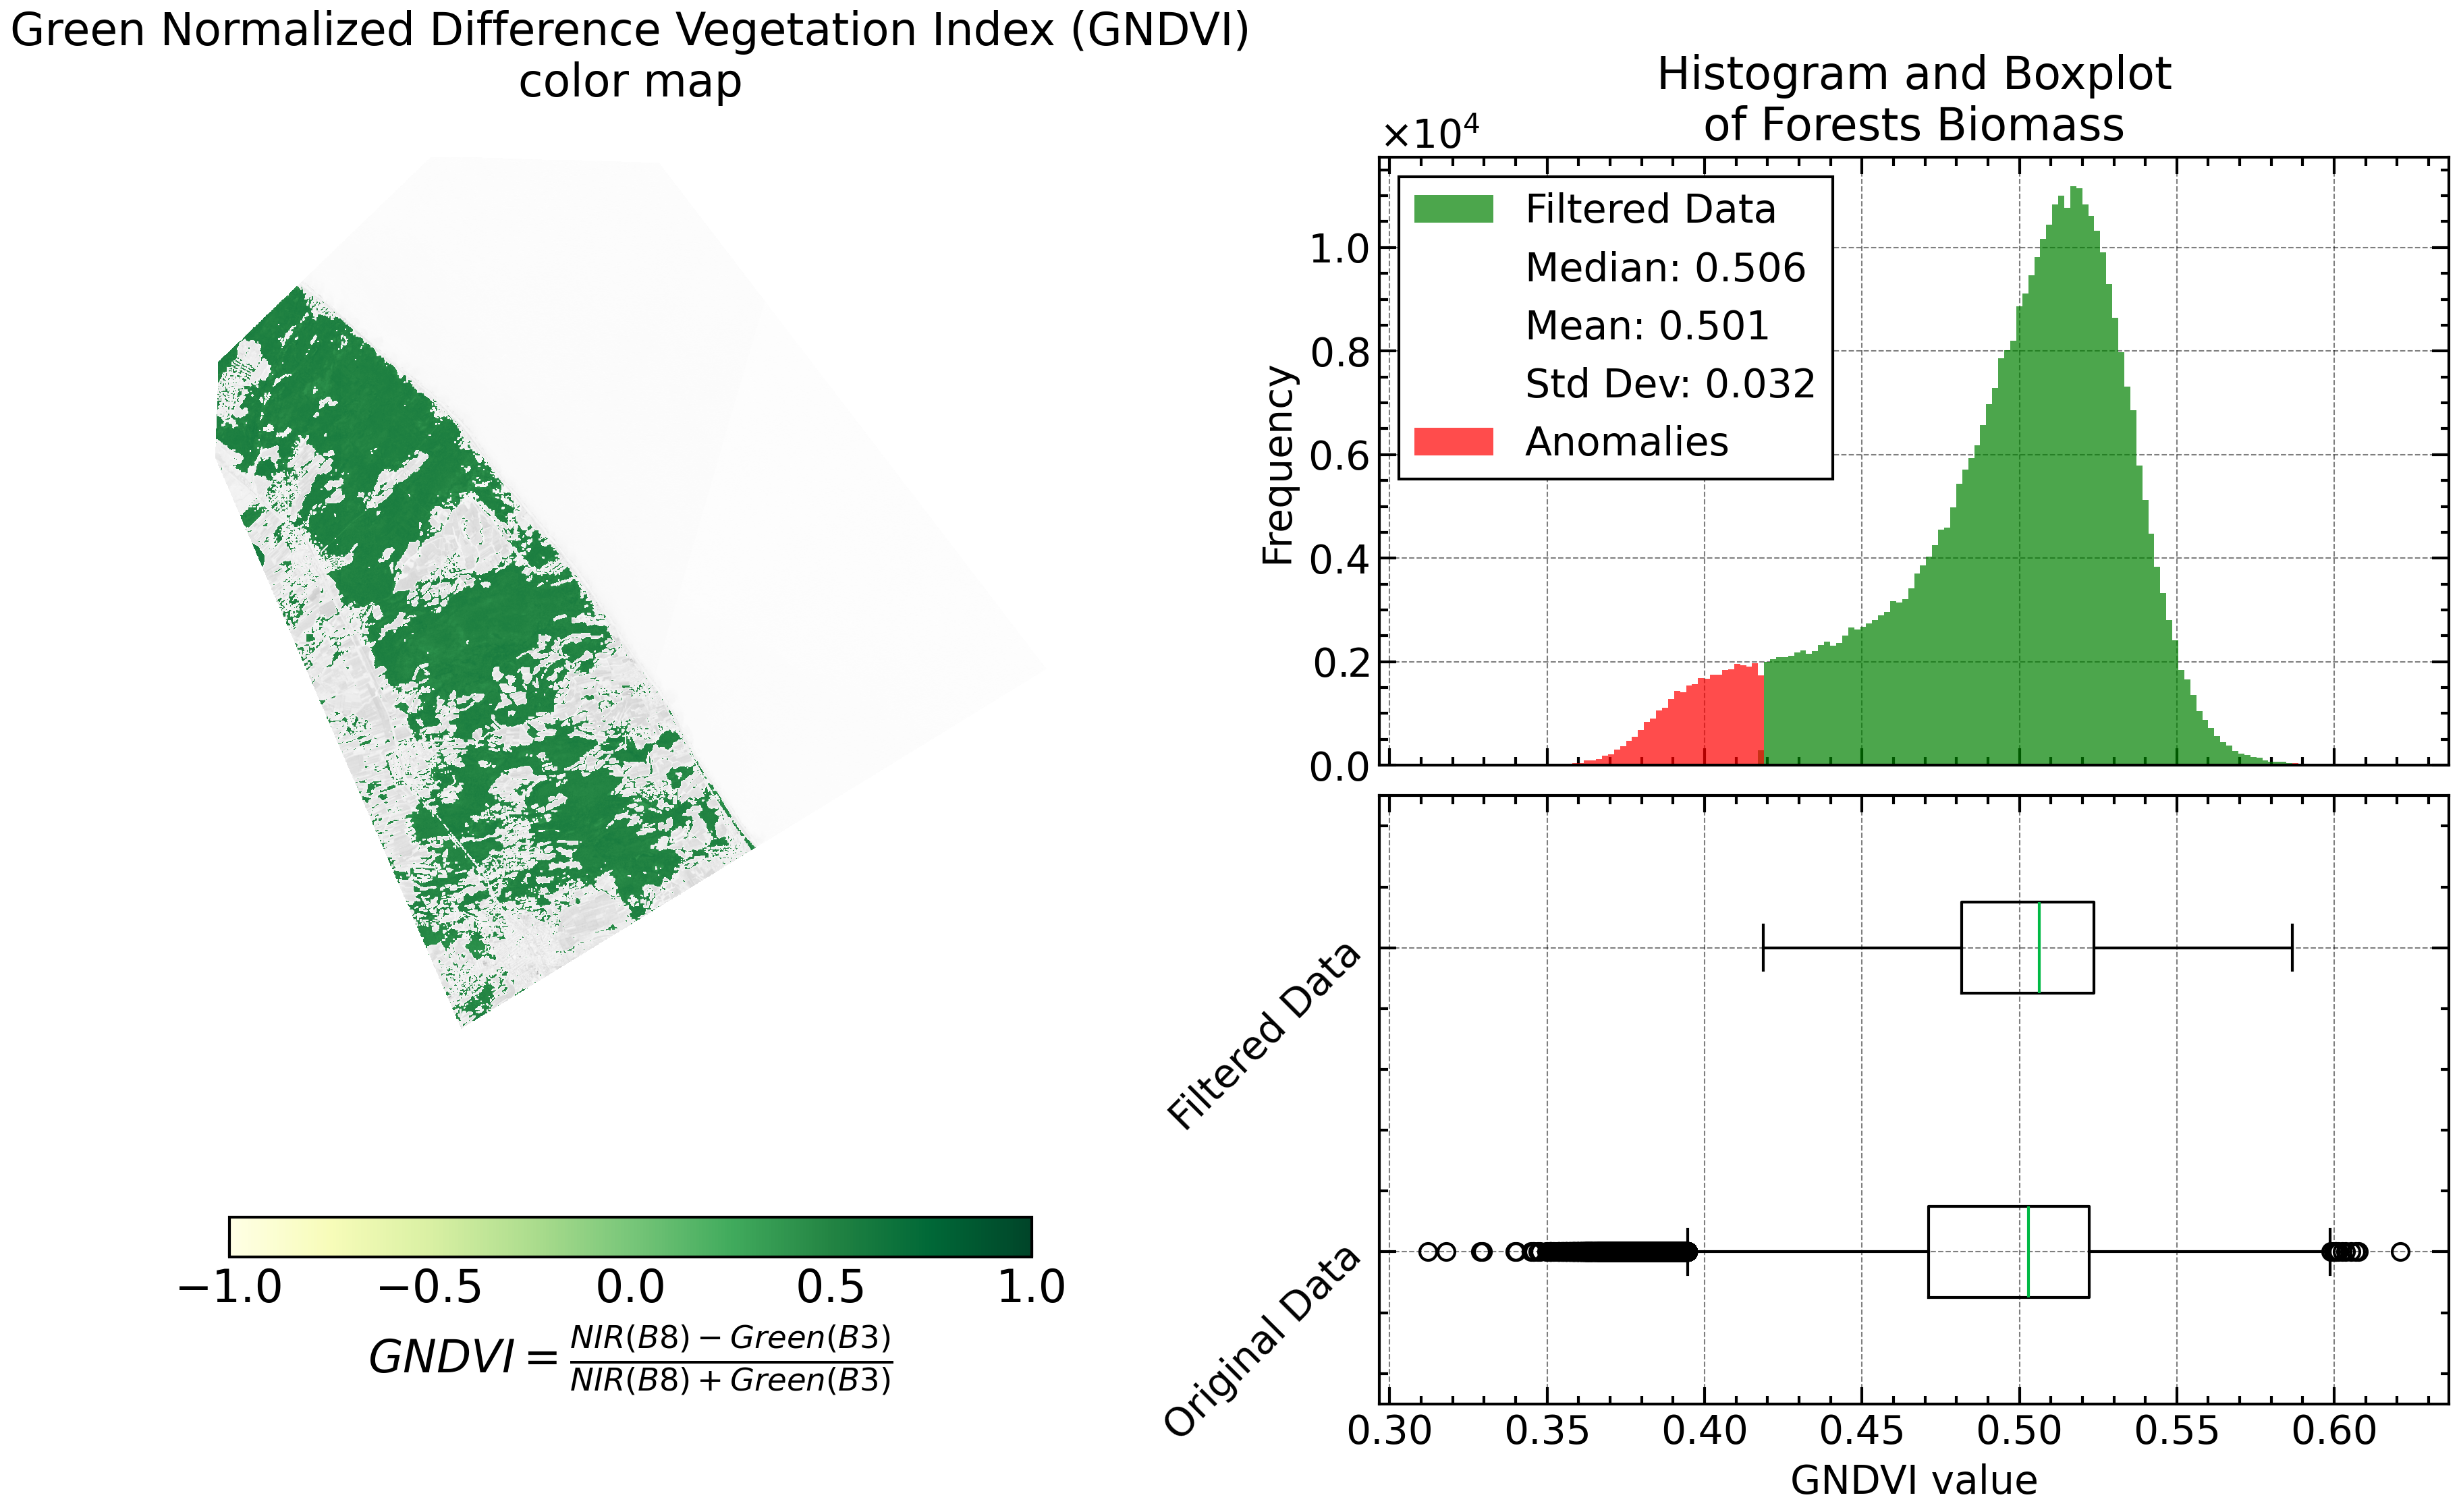 Green Normalized Difference Vegetation Index (GNDVI)
color map
−1.0 −0.5 0.0 0.5 1.0
GNDVI = NIR(B8) − Green(B3)
NIR(B8) + Green(B3)
Histogram and Boxplot
of Forests Biomass
×10⁴
Filtered Data
Median: 0.506
Mean: 0.501
Std Dev: 0.032
Anomalies
Frequency
1.0
0.8
0.6
0.4
0.2
0.0
Filtered Data
Original Data
0.30 0.35 0.40 0.45 0.50 0.55 0.60
GNDVI value